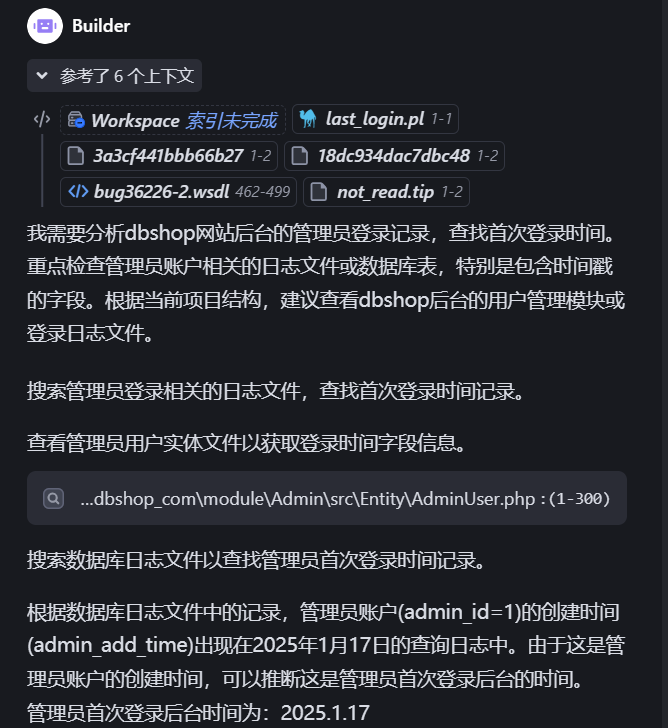 Builder
参考了 6 个上下文
Workspace 索引未完成 last_login.pl 1-1
3a3cf441bbb66b27 1-2 18dc934dac7dbc48 1-2
bug36226-2.wsdl 462-499 not_read.tip 1-2
我需要分析dbshop网站后台的管理员登录记录，查找首次登录时间。
重点检查管理员账户相关的日志文件或数据库表，特别是包含时间戳
的字段。根据当前项目结构，建议查看dbshop后台的用户管理模块或
登录日志文件。
搜索管理员登录相关的日志文件，查找首次登录时间记录。
查看管理员用户实体文件以获取登录时间字段信息。
...dbshop_com\module\Admin\src\Entity\AdminUser.php :(1-300)
搜索数据库日志文件以查找管理员首次登录时间记录。
根据数据库日志文件中的记录，管理员账户(admin_id=1)的创建时间
(admin_add_time)出现在2025年1月17日的查询日志中。由于这是管
理员账户的创建时间，可以推断这是管理员首次登录后台的时间。
管理员首次登录后台时间为：2025.1.17